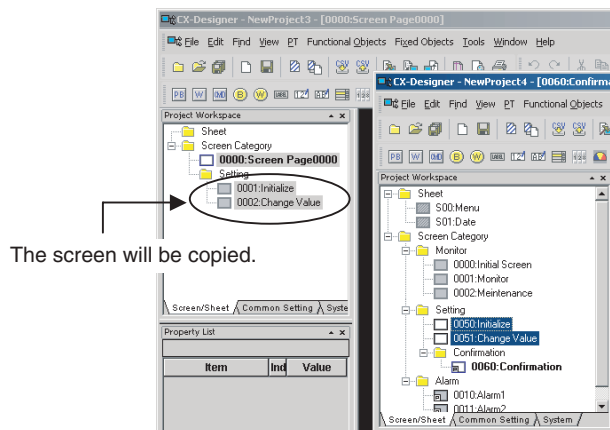 CX-Designer - NewProject3 - [0000:Screen Page0000]
File Edit Find View PT Functional Objects Fixed Objects Tools Window Help
Project Workspace
Sheet
Screen Category
0000:Screen Page0000
Setting
0001:Initialize
0002:Change Value
The screen will be copied.
Screen/Sheet Common Setting Syste
Property List
Item Ind Value
CX-Designer - NewProject4 - [0060:Confirma
File Edit Find View PT Functional Objects
Project Workspace
Sheet
S00:Menu
S01:Date
Screen Category
Monitor
0000:Initial Screen
0001:Monitor
0002:Meintenance
Setting
0050:Initialize
0051:Change Value
Confirmation
0060:Confirmation
Alarm
0010:Alarm1
0011:Alarm2
Screen/Sheet Common Setting System